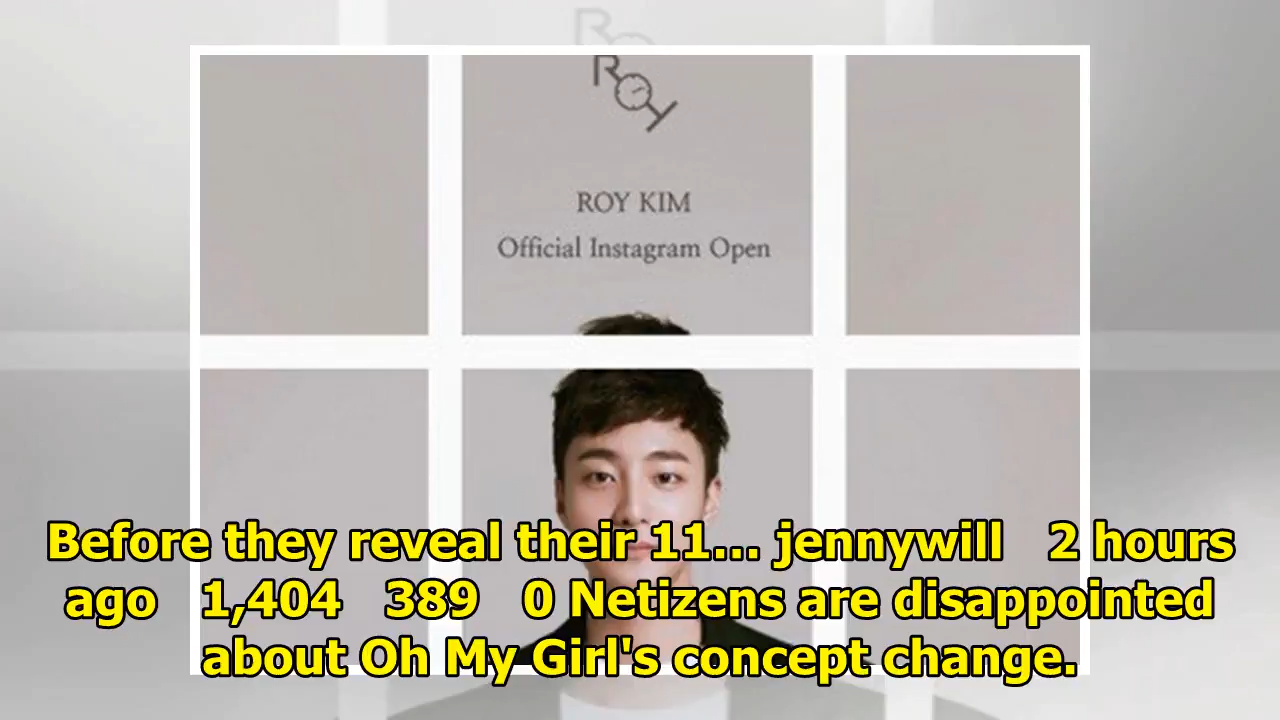 ROY
ROY KIM
Official Instagram Open
Before they reveal their 11... jennywill 2 hours
ago 1,404 389 0 Netizens are disappointed
about Oh My Girl's concept change.